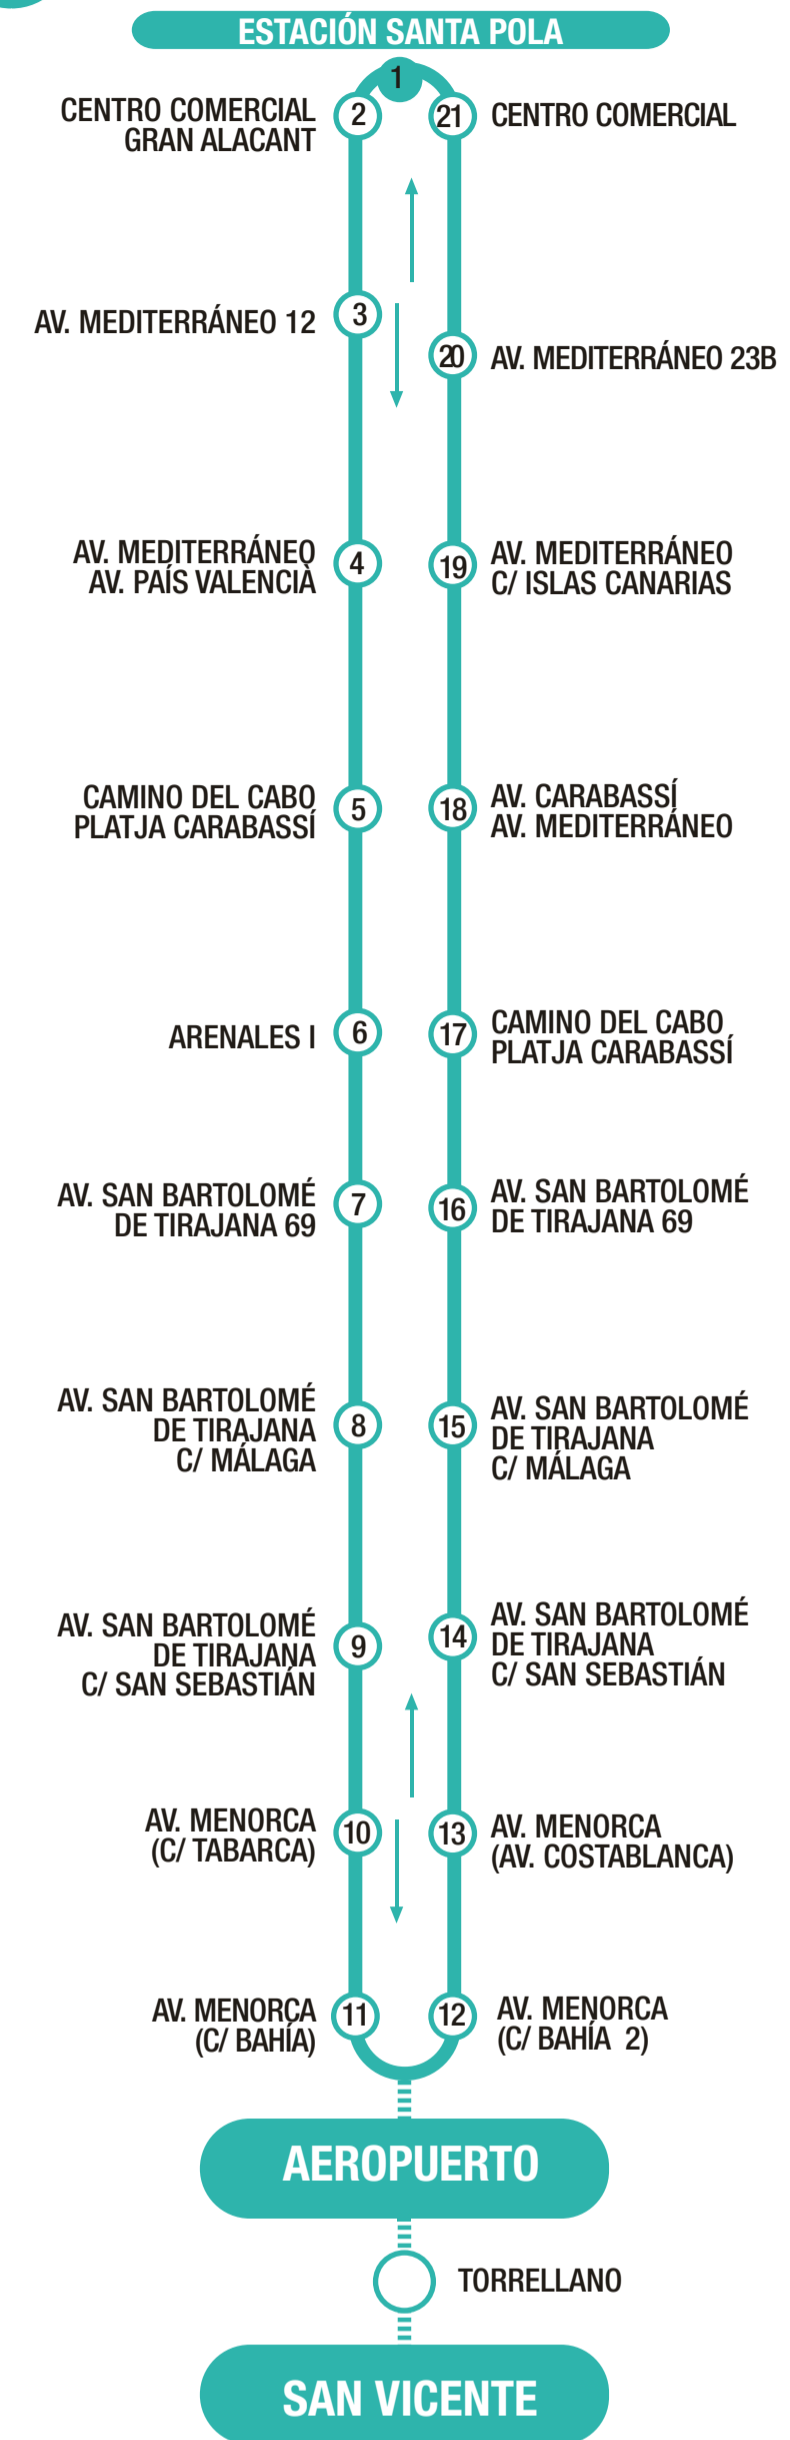 ESTACIÓN SANTA POLA
1
CENTRO COMERCIAL
GRAN ALACANT
2
21
CENTRO COMERCIAL
AV. MEDITERRÁNEO 12
3
20
AV. MEDITERRÁNEO 23B
AV. MEDITERRÁNEO
AV. PAÍS VALENCIÀ
4
19
AV. MEDITERRÁNEO
C/ ISLAS CANARIAS
CAMINO DEL CABO
PLATJA CARABASSÍ
5
18
AV. CARABASSÍ
AV. MEDITERRÁNEO
ARENALES I
6
17
CAMINO DEL CABO
PLATJA CARABASSÍ
AV. SAN BARTOLOMÉ
DE TIRAJANA 69
7
16
AV. SAN BARTOLOMÉ
DE TIRAJANA 69
AV. SAN BARTOLOMÉ
DE TIRAJANA
C/ MÁLAGA
8
15
AV. SAN BARTOLOMÉ
DE TIRAJANA
C/ MÁLAGA
AV. SAN BARTOLOMÉ
DE TIRAJANA
C/ SAN SEBASTIÁN
9
14
AV. SAN BARTOLOMÉ
DE TIRAJANA
C/ SAN SEBASTIÁN
AV. MENORCA
(C/ TABARCA)
10
13
AV. MENORCA
(AV. COSTABLANCA)
AV. MENORCA
(C/ BAHÍA)
11
12
AV. MENORCA
(C/ BAHÍA 2)
AEROPUERTO
TORRELLANO
SAN VICENTE